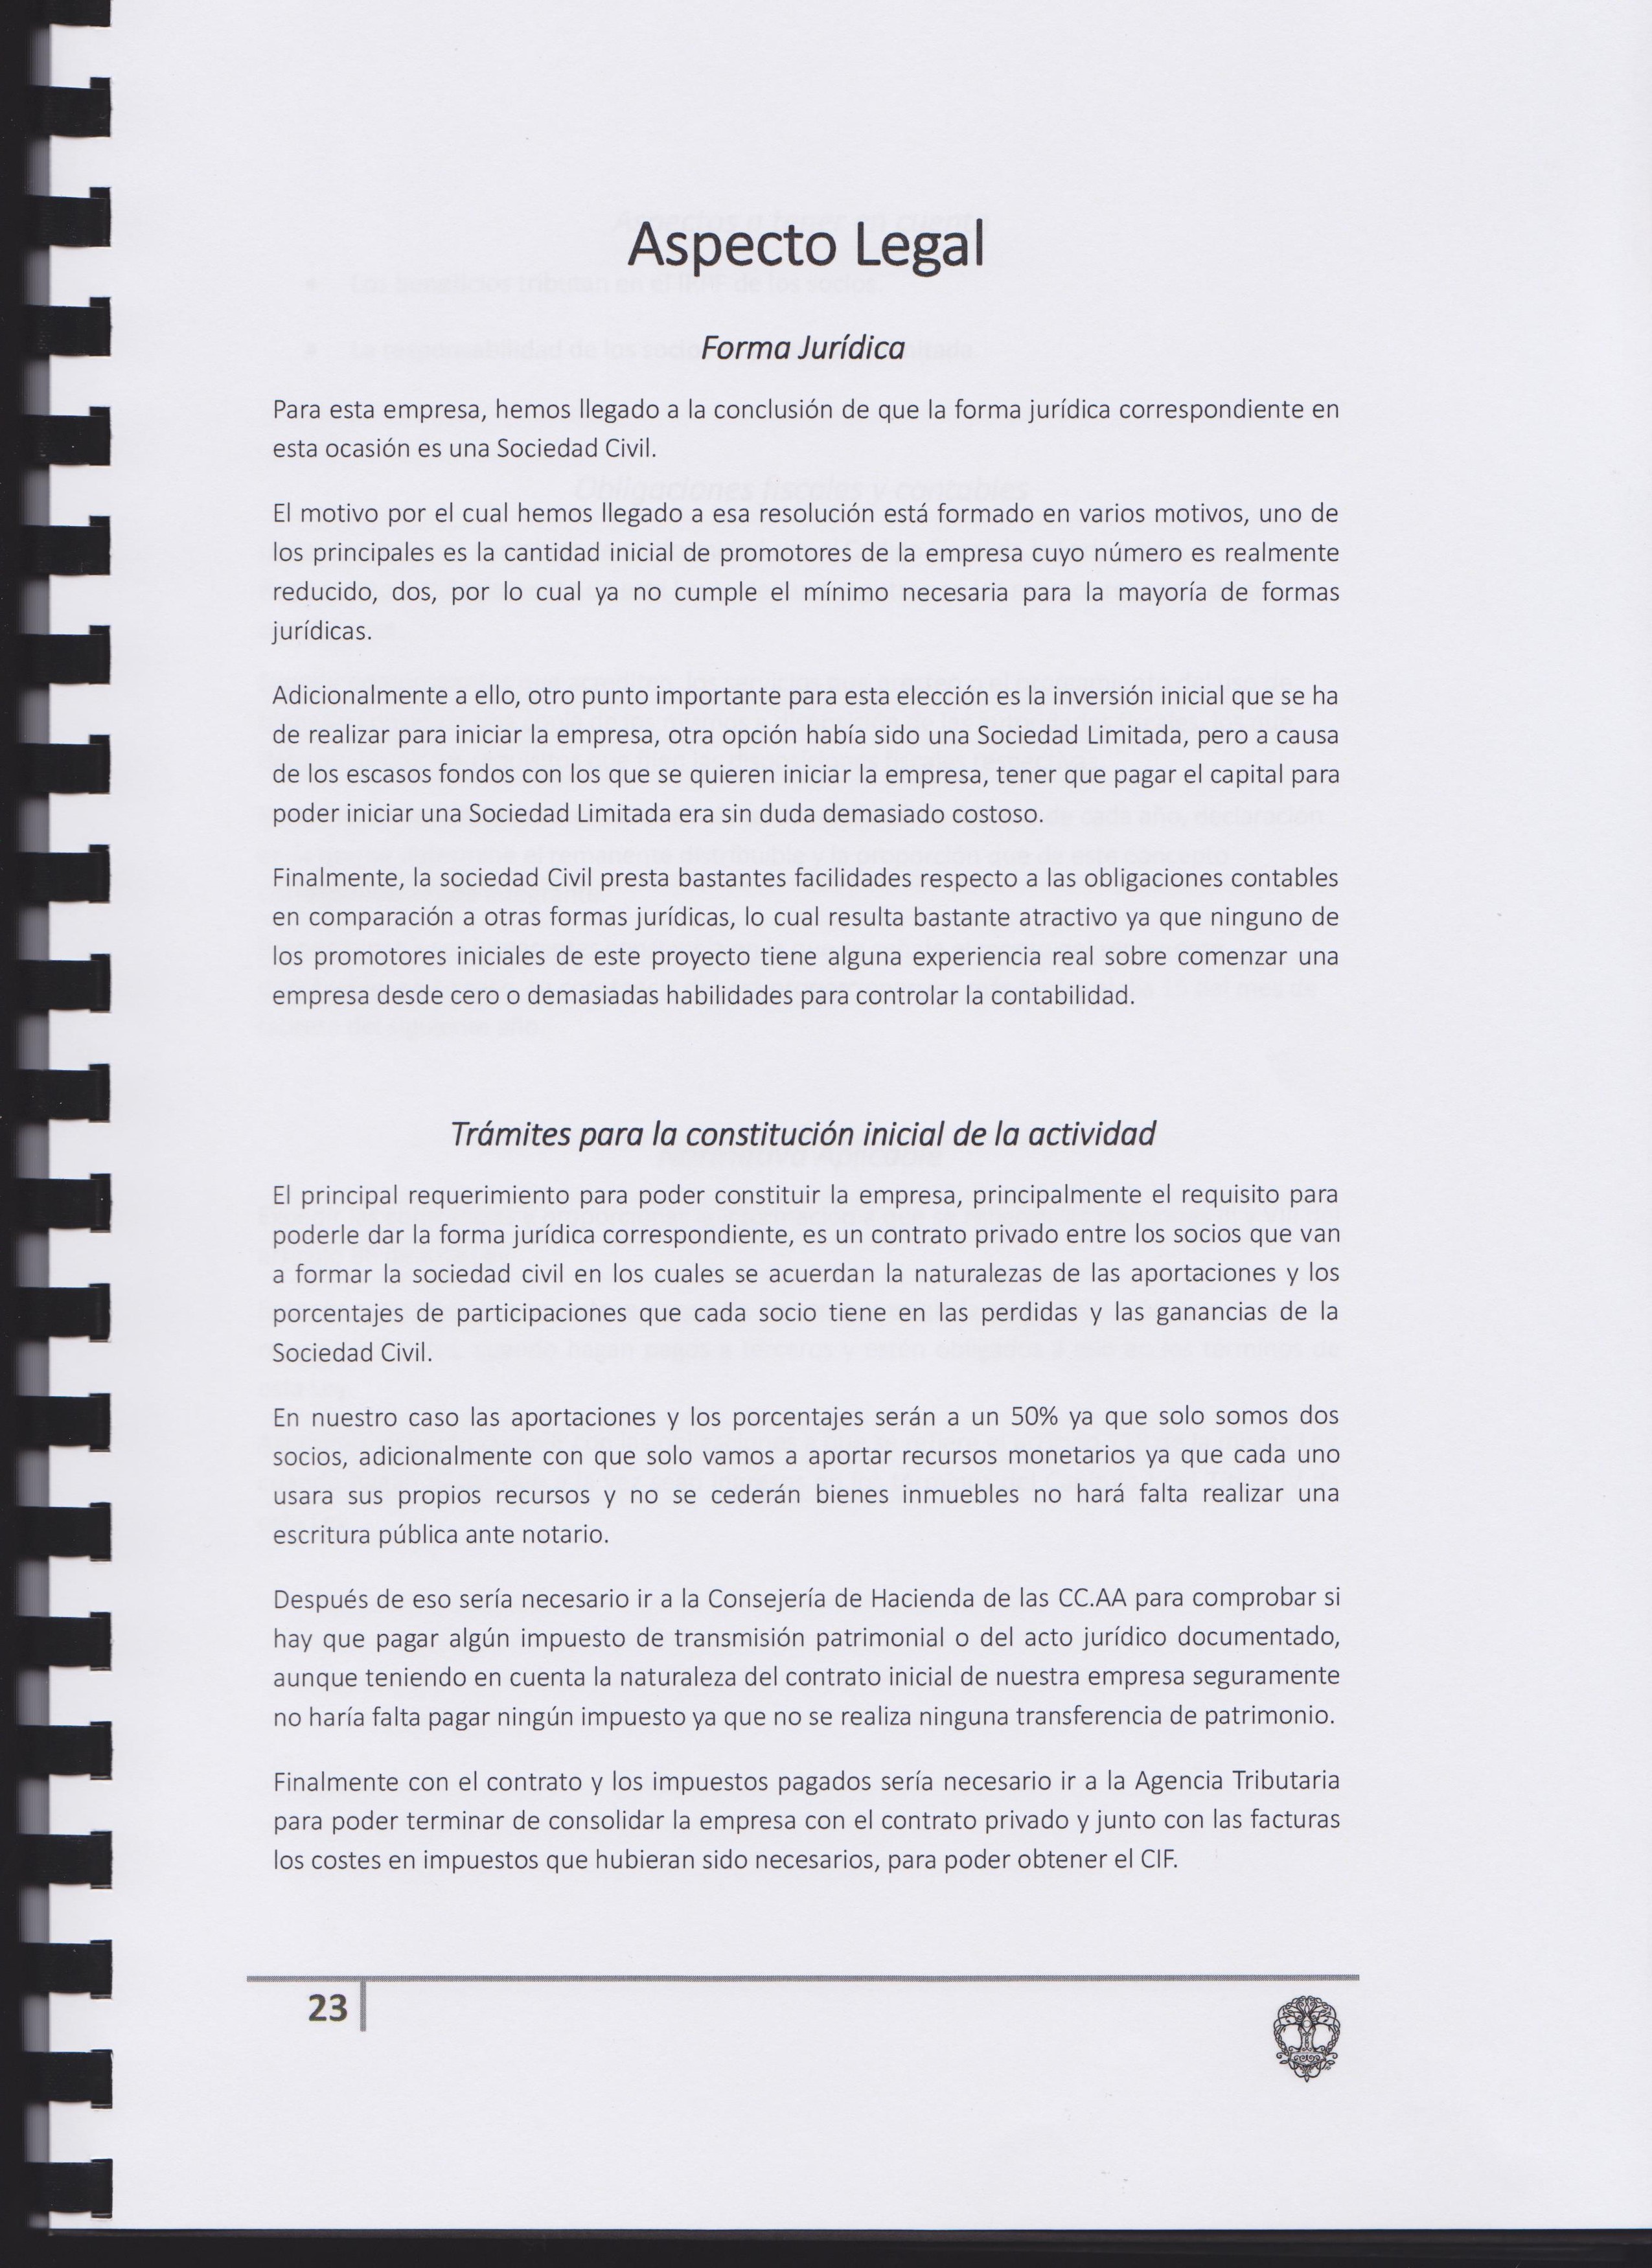 Aspecto Legal
Forma Jurídica
Para esta empresa, hemos llegado a la conclusión de que la forma jurídica correspondiente en
esta ocasión es una Sociedad Civil.
El motivo por el cual hemos llegado a esa resolución está formado en varios motivos, uno de
los principales es la cantidad inicial de promotores de la empresa cuyo número es realmente
reducido, dos, por lo cual ya no cumple el mínimo necesaria para la mayoría de formas
jurídicas.
Adicionalmente a ello, otro punto importante para esta elección es la inversión inicial que se ha
de realizar para iniciar la empresa, otra opción había sido una Sociedad Limitada, pero a causa
de los escasos fondos con los que se quieren iniciar la empresa, tener que pagar el capital para
poder iniciar una Sociedad Limitada era sin duda demasiado costoso.
Finalmente, la sociedad Civil presta bastantes facilidades respecto a las obligaciones contables
en comparación a otras formas jurídicas, lo cual resulta bastante atractivo ya que ninguno de
los promotores iniciales de este proyecto tiene alguna experiencia real sobre comenzar una
empresa desde cero o demasiadas habilidades para controlar la contabilidad.
Trámites para la constitución inicial de la actividad
El principal requerimiento para poder constituir la empresa, principalmente el requisito para
poderle dar la forma jurídica correspondiente, es un contrato privado entre los socios que van
a formar la sociedad civil en los cuales se acuerdan la naturalezas de las aportaciones y los
porcentajes de participaciones que cada socio tiene en las perdidas y las ganancias de la
Sociedad Civil.
En nuestro caso las aportaciones y los porcentajes serán a un 50% ya que solo somos dos
socios, adicionalmente con que solo vamos a aportar recursos monetarios ya que cada uno
usara sus propios recursos y no se cederán bienes inmuebles no hará falta realizar una
escritura pública ante notario.
Después de eso sería necesario ir a la Consejería de Hacienda de las CC.AA para comprobar si
hay que pagar algún impuesto de transmisión patrimonial o del acto jurídico documentado,
aunque teniendo en cuenta la naturaleza del contrato inicial de nuestra empresa seguramente
no haría falta pagar ningún impuesto ya que no se realiza ninguna transferencia de patrimonio.
Finalmente con el contrato y los impuestos pagados sería necesario ir a la Agencia Tributaria
para poder terminar de consolidar la empresa con el contrato privado y junto con las facturas
los costes en impuestos que hubieran sido necesarios, para poder obtener el CIF.
23